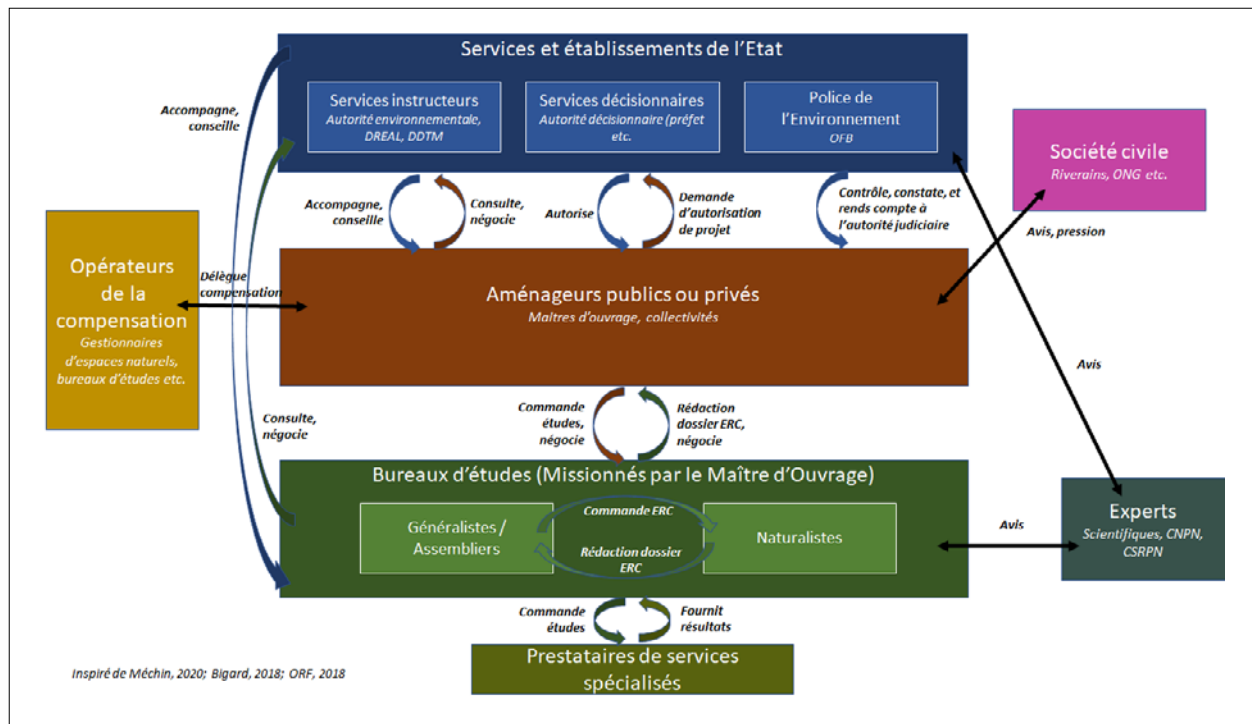 Services et établissements de l'Etat
Accompagne,
conseille
Services instructeurs
Autorité environnementale,
DREAL, DDTM
Services décisionnaires
Autorité décisionnaire (préfet
etc.
Police de
l'Environnement
OFB
Société civile
Riverains, ONG etc.
Accompagne,
conseille
Consulte,
négocie
Autorise
Demande
d'autorisation
de projet
Contrôle, constate, et
rends compte à
l'autorité judiciaire
Avis, pression
Opérateurs
de la
compensation
Gestionnaires
d'espaces naturels,
bureaux d'études etc.
Délègue
compensation
Aménageurs publics ou privés
Maitres d'ouvrage, collectivités
Avis
Consulte,
négocie
Commande
études,
négocie
Rédaction
dossier ERC,
négocie
Bureaux d'études (Missionnés par le Maître d'Ouvrage)
Généralistes /
Assembliers
Commande ERC
Rédaction dossier
ERC
Naturalistes
Avis
Experts
Scientifiques, CNPN,
CSRPN
Commande
études
Fournit
résultats
Prestataires de services
spécialisés
Inspiré de Méchin, 2020; Bigard, 2018; ORF, 2018